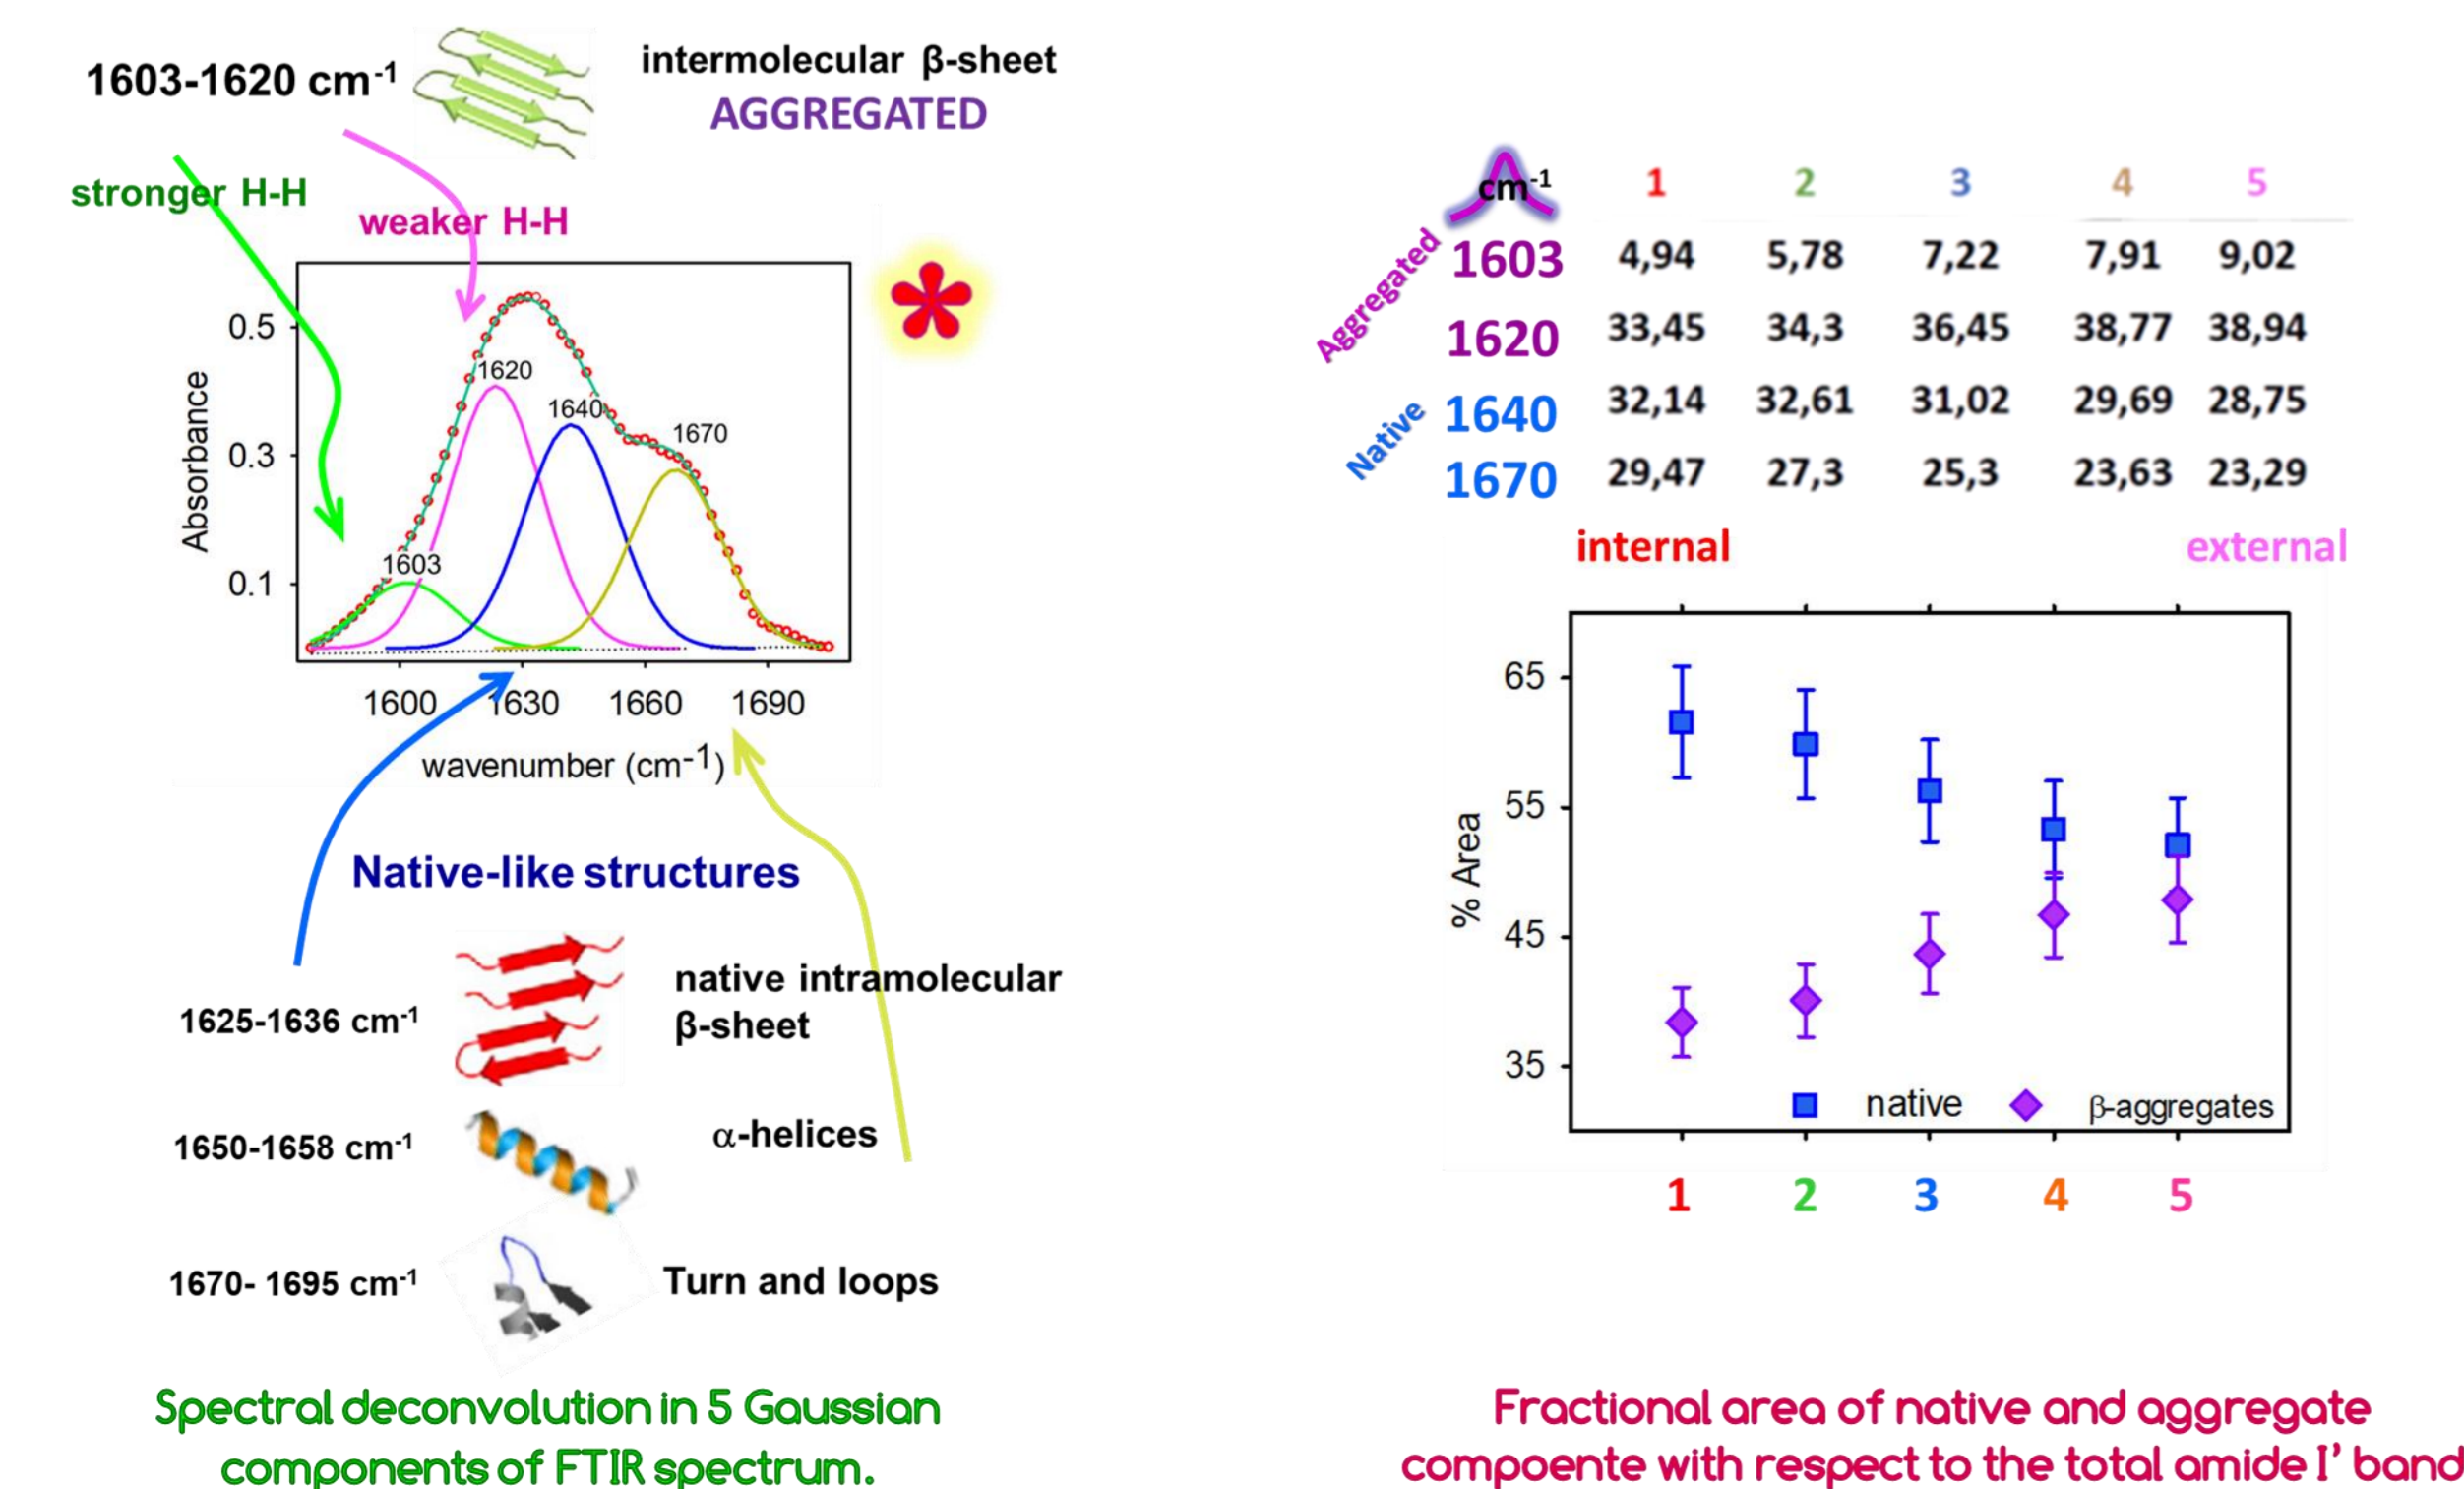 1603-1620 cm-1
intermolecular β-sheet
AGGREGATED
stronger H-H
weaker H-H
Absorbance
0.5
0.3
0.1
1620
1640
1670
1603
1600 1630 1660 1690
wavenumber (cm-1)
*
Native-like structures
1625-1636 cm-1
native intramolecular
β-sheet
1650-1658 cm-1
α-helices
1670- 1695 cm-1
Turn and loops
Spectral deconvolution in 5 Gaussian
components of FTIR spectrum.
cm-1 1 2 3 4 5
Aggregated
1603 4,94 5,78 7,22 7,91 9,02
1620 33,45 34,3 36,45 38,77 38,94
Native
1640 32,14 32,61 31,02 29,69 28,75
1670 29,47 27,3 25,3 23,63 23,29
internal external
% Area
65
55
45
35
native β-aggregates
1 2 3 4 5
Fractional area of native and aggregate
compoente with respect to the total amide I’ band